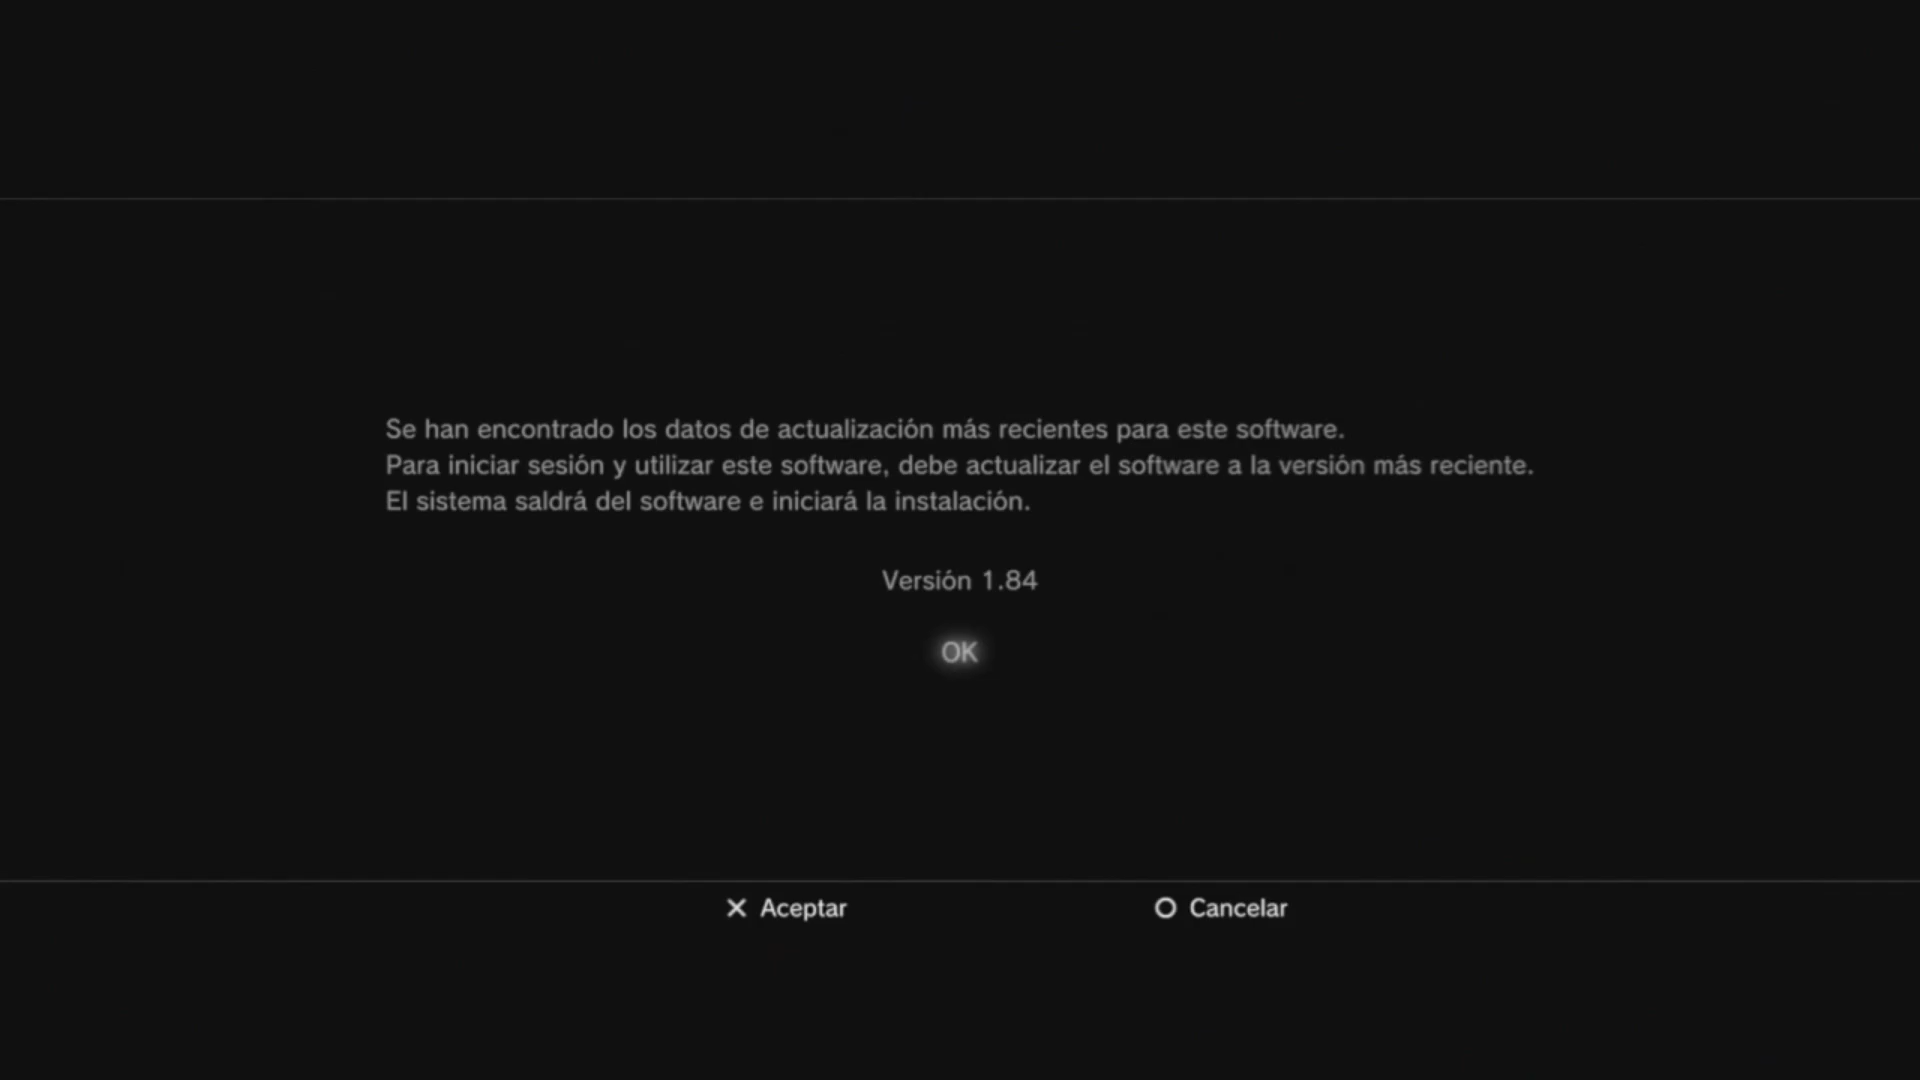 Se han encontrado los datos de actualización más recientes para este software.
Para iniciar sesión y utilizar este software, debe actualizar el software a la versión más reciente.
El sistema saldrá del software e iniciará la instalación.
Versión 1.84
OK
✕ Aceptar
○ Cancelar